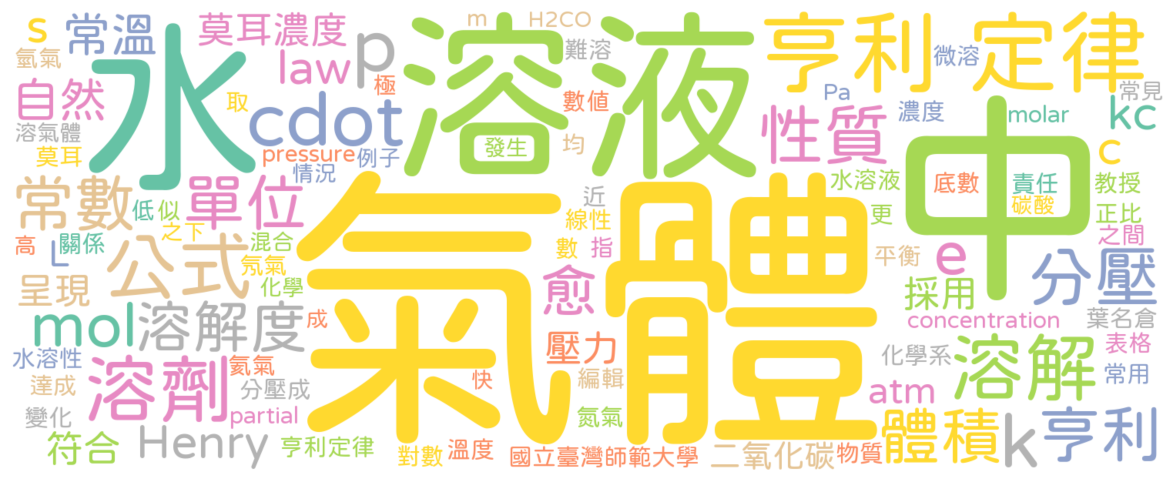 m
H2CO
s
常溫
莫耳濃度
p
溶液
亨利定律
難溶
微溶
氫氣
水
law
極
取
cdot
數值
Pa
常見
自然
濃度
molar
kc
性質
中
溶氣體
發生
均
莫耳
pressure
例子
c
情況
水溶液
底數
責任
教授
常數
單位
氣體
近
碳酸
低
似
線性
更
正比
之下
之間
高
關係
混合
數
指
平衡
L
公式
氖氣
e
分壓
呈現
化學
愈
採用
mol
溶解度
成
concentration
葉名倉
水溶性
壓力
化學系
溶解
表格
溶劑
氦氣
快
編輯
常用
達成
分壓成
atm
變化
partial
氮氣
體積
k
亨利
符合
Henry
亨利定律
對數
溫度
國立臺灣師範大學
二氧化碳
物質